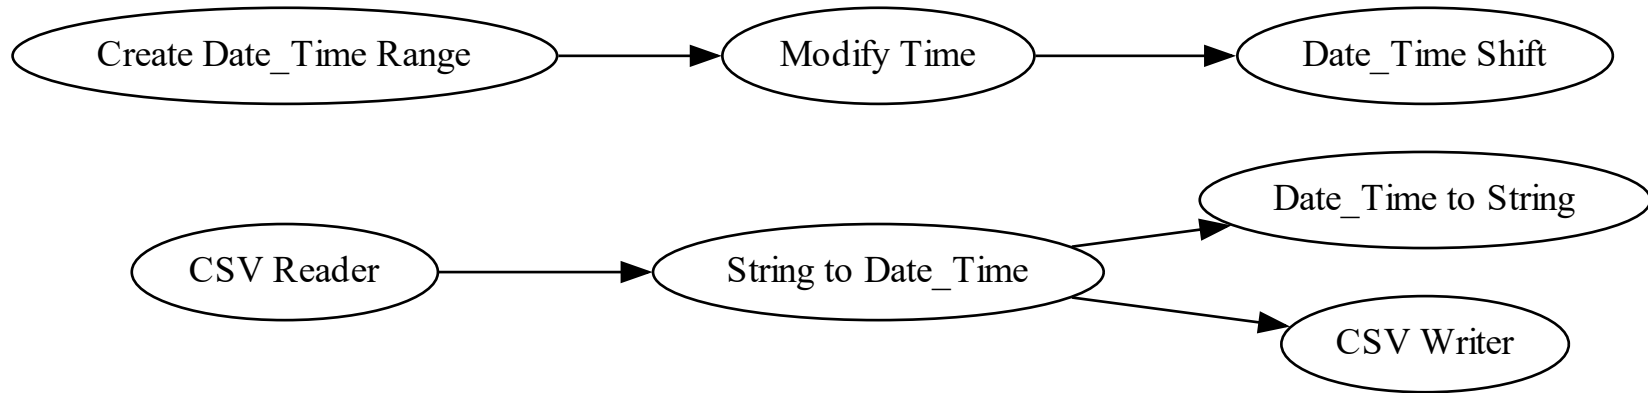 Create Date_Time Range
Modify Time
Date_Time Shift
Date_Time to String
CSV Reader
String to Date_Time
CSV Writer